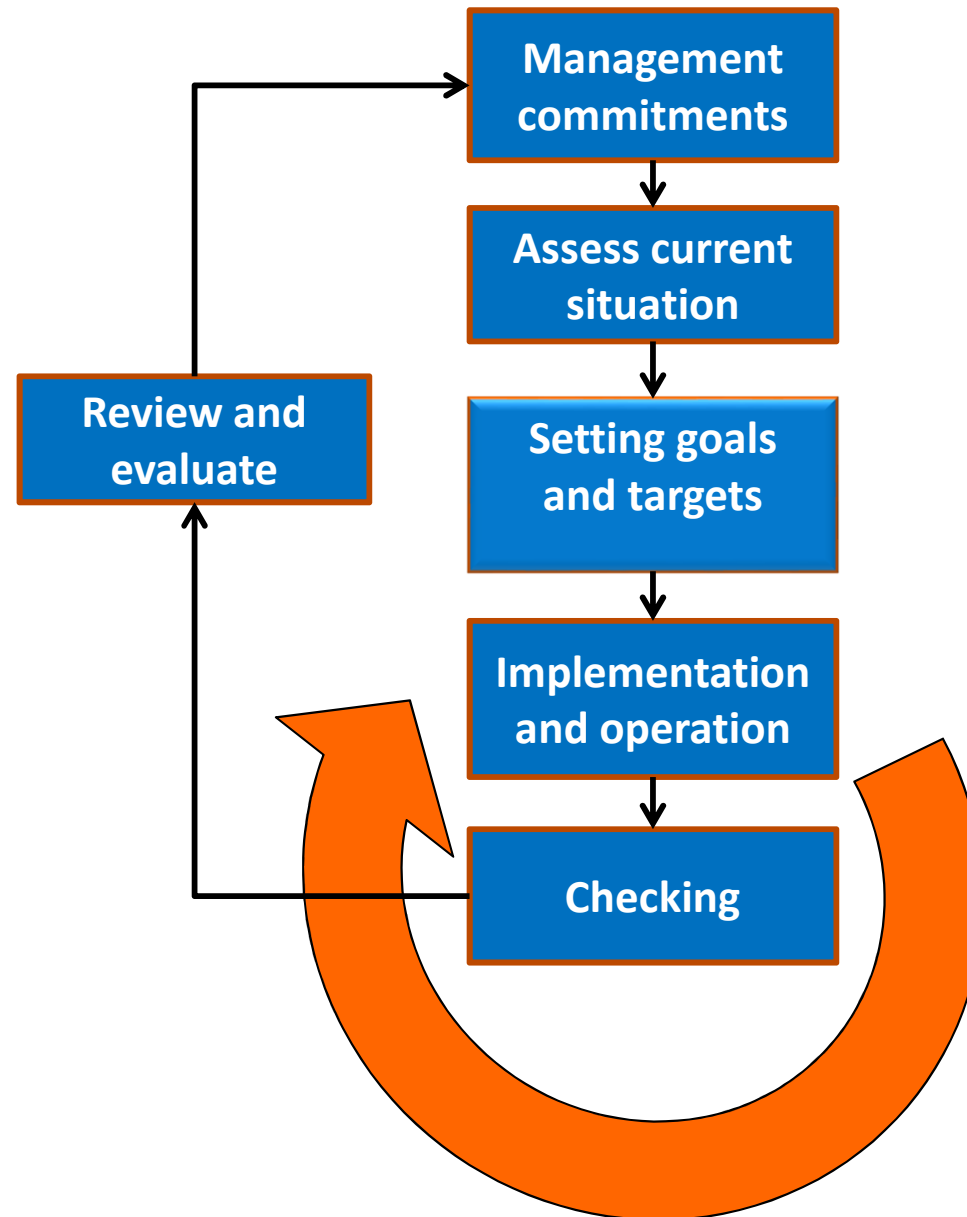 Management
commitments
Assess current
situation
Setting goals
and targets
Implementation
and operation
Checking
Review and
evaluate